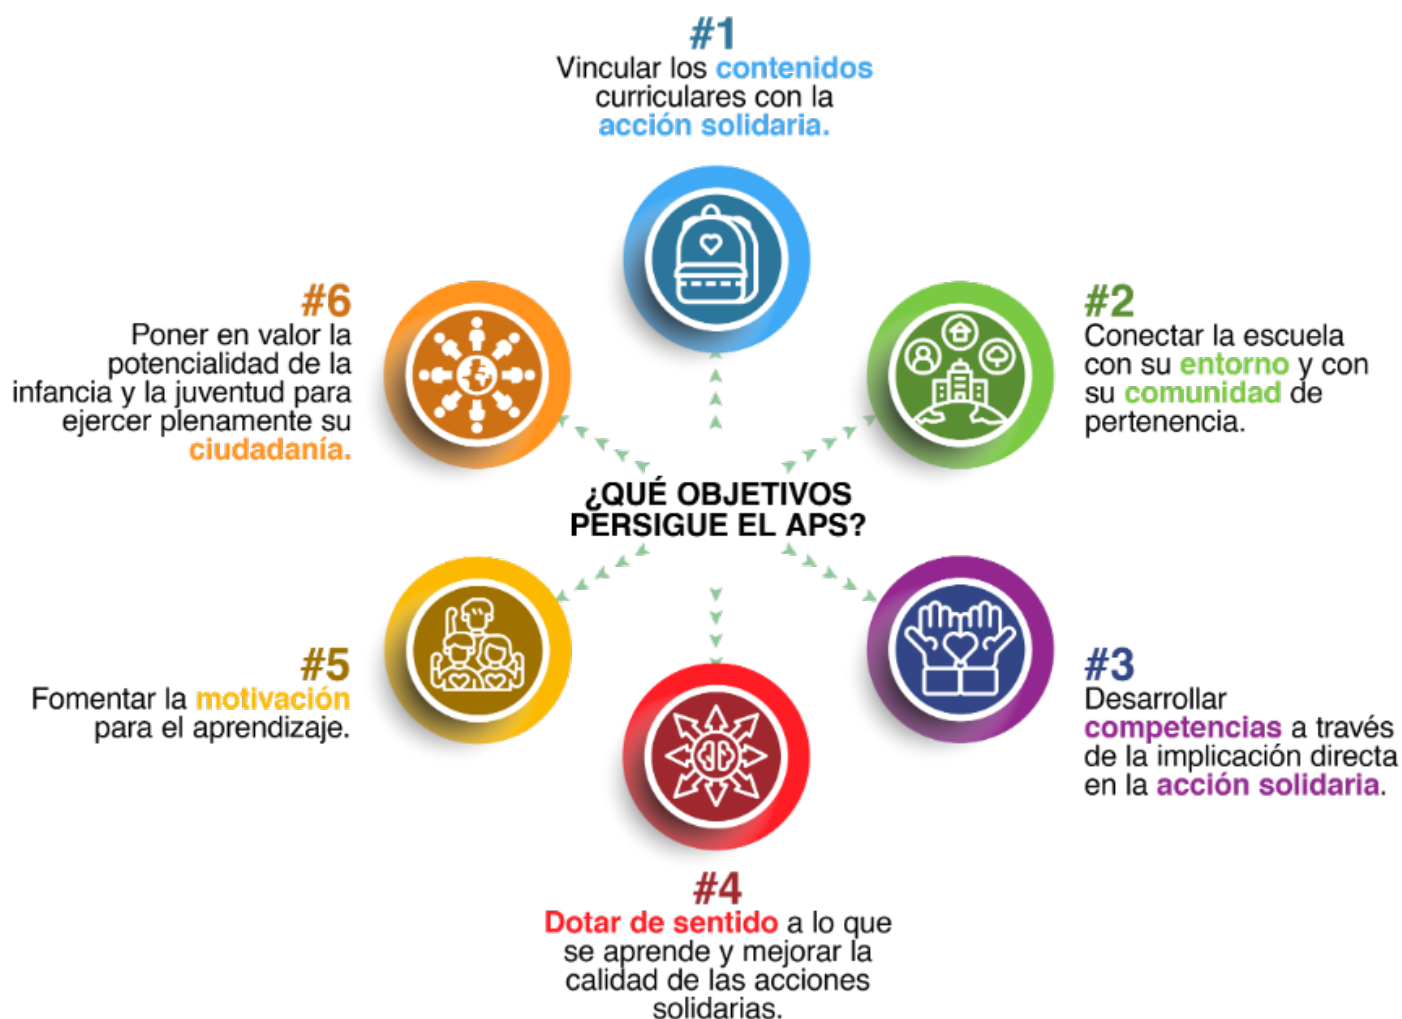 #1
Vincular los contenidos
curriculares con la
acción solidaria.
#2
Conectar la escuela
con su entorno y con
su comunidad de
pertenencia.
#6
Poner en valor la
potencialidad de la
infancia y la juventud para
ejercer plenamente su
ciudadanía.
¿QUÉ OBJETIVOS
PERSIGUE EL APS?
#3
Desarrollar
competencias a través
de la implicación directa
en la acción solidaria.
#5
Fomentar la motivación
para el aprendizaje.
#4
Dotar de sentido a lo que
se aprende y mejorar la
calidad de las acciones
solidarias.